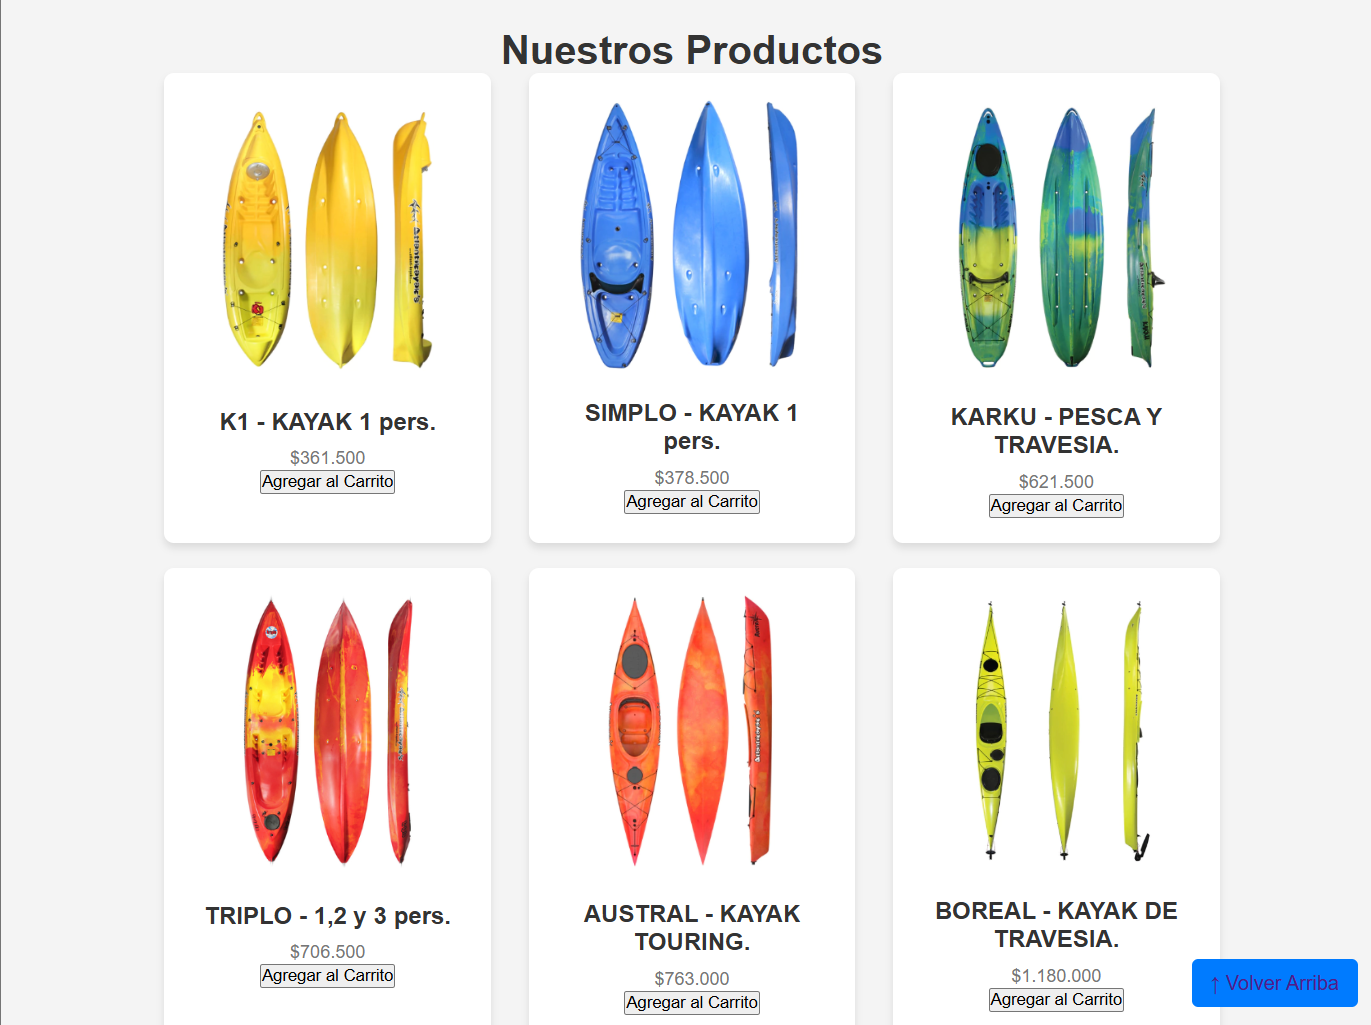 Nuestros Productos
K1 - KAYAK 1 pers.
$361.500
Agregar al Carrito
SIMPLO - KAYAK 1
pers.
$378.500
Agregar al Carrito
KARKU - PESCA Y
TRAVESIA.
$621.500
Agregar al Carrito
TRIPLO - 1,2 y 3 pers.
$706.500
Agregar al Carrito
AUSTRAL - KAYAK
TOURING.
$763.000
Agregar al Carrito
BOREAL - KAYAK DE
TRAVESIA.
$1.180.000
Agregar al Carrito
↑ Volver Arriba